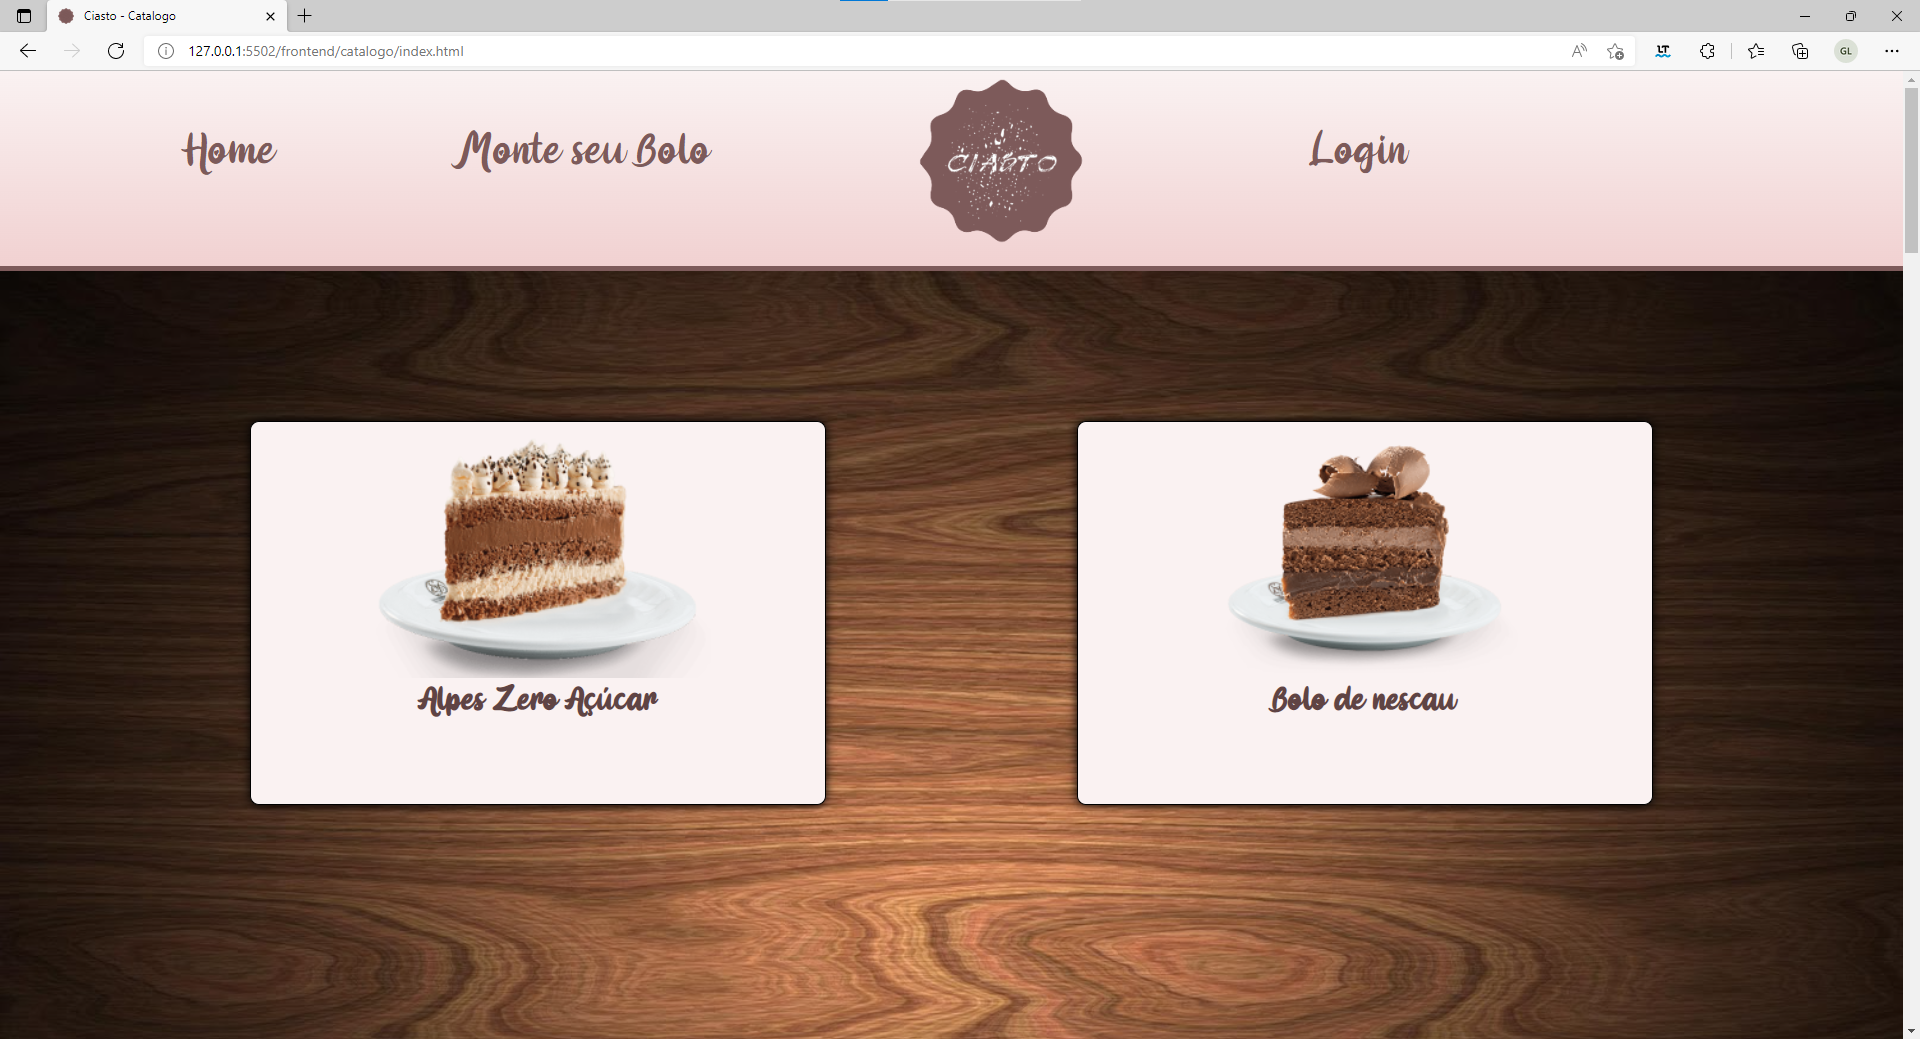 Ciasto - Catalogo
127.0.0.1:5502/frontend/catalogo/index.html
GL
Home
Monte seu Bolo
CIASTO
Login
Alpes Zero Açúcar
Bolo de nescau